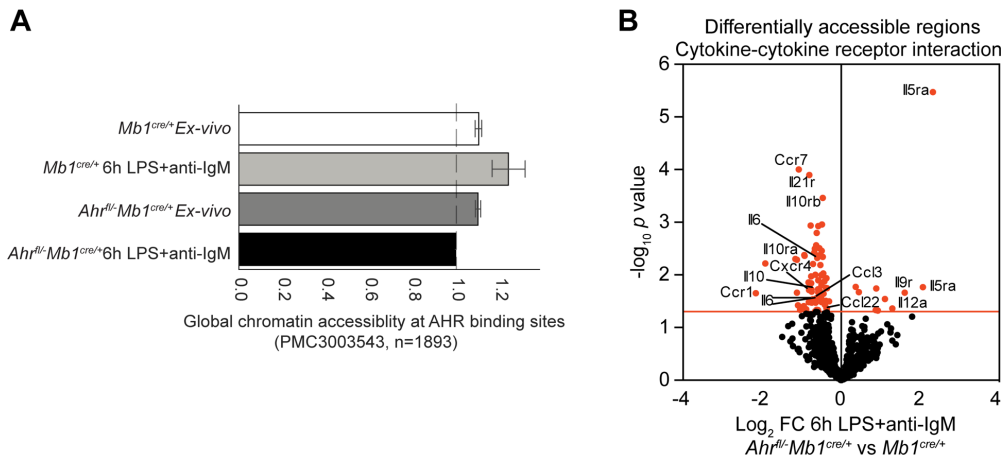 A
Mb1cre/+Ex-vivo
Mb1cre/+ 6h LPS+anti-IgM
Ahrfl/-Mb1cre/+Ex-vivo
Ahrfl/-Mb1cre/+6h LPS+anti-IgM
0.0 0.2 0.4 0.6 0.8 1.0 1.2
Global chromatin accessiblity at AHR binding sites
(PMC3003543, n=1893)
B
Differentially accessible regions
Cytokine-cytokine receptor interaction
6
5
4
3
2
1
0
-log10 p value
Il5ra
Ccr7
Il21r
Il10rb
Il6
Il10ra
Cxcr4
Ccl3
Il10
Il9r
Il5ra
Ccr1
Il6
Ccl22
Il12a
-4 -2 0 2 4
Log2 FC 6h LPS+anti-IgM
Ahrfl/-Mb1cre/+ vs Mb1cre/+